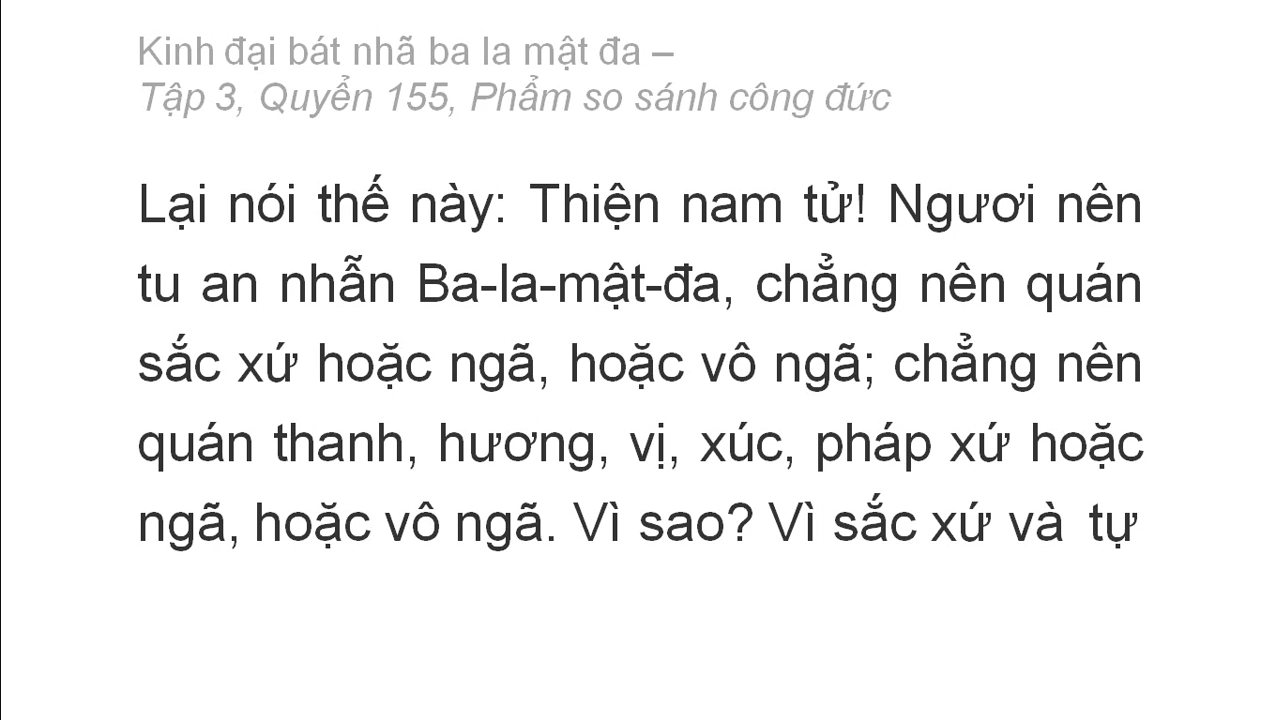 Kinh đại bát nhã ba la mật đa –
Tập 3, Quyển 155, Phẩm so sánh công đức
Lại nói thế này: Thiện nam tử! Ngươi nên
tu an nhẫn Ba-la-mật-đa, chẳng nên quán
sắc xứ hoặc ngã, hoặc vô ngã; chẳng nên
quán thanh, hương, vị, xúc, pháp xứ hoặc
ngã, hoặc vô ngã. Vì sao? Vì sắc xứ và tự